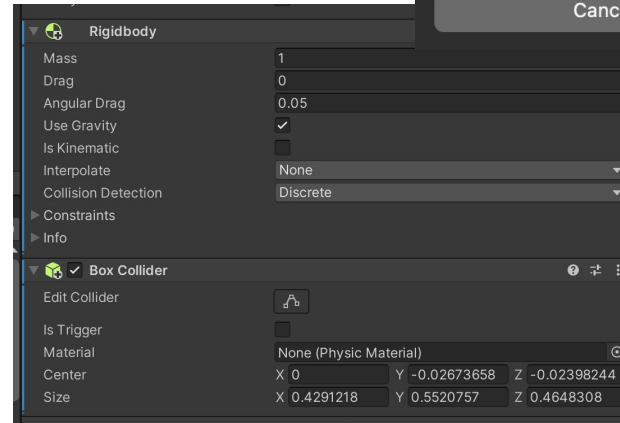 Canc
Rigidbody
Mass 1
Drag 0
Angular Drag 0.05
Use Gravity
Is Kinematic
Interpolate None
Collision Detection Discrete
Constraints
Info
Box Collider
Edit Collider
Is Trigger
Material None (Physic Material)
Center X 0 Y -0.02673658 Z -0.02398244
Size X 0.4291218 Y 0.5520757 Z 0.4648308